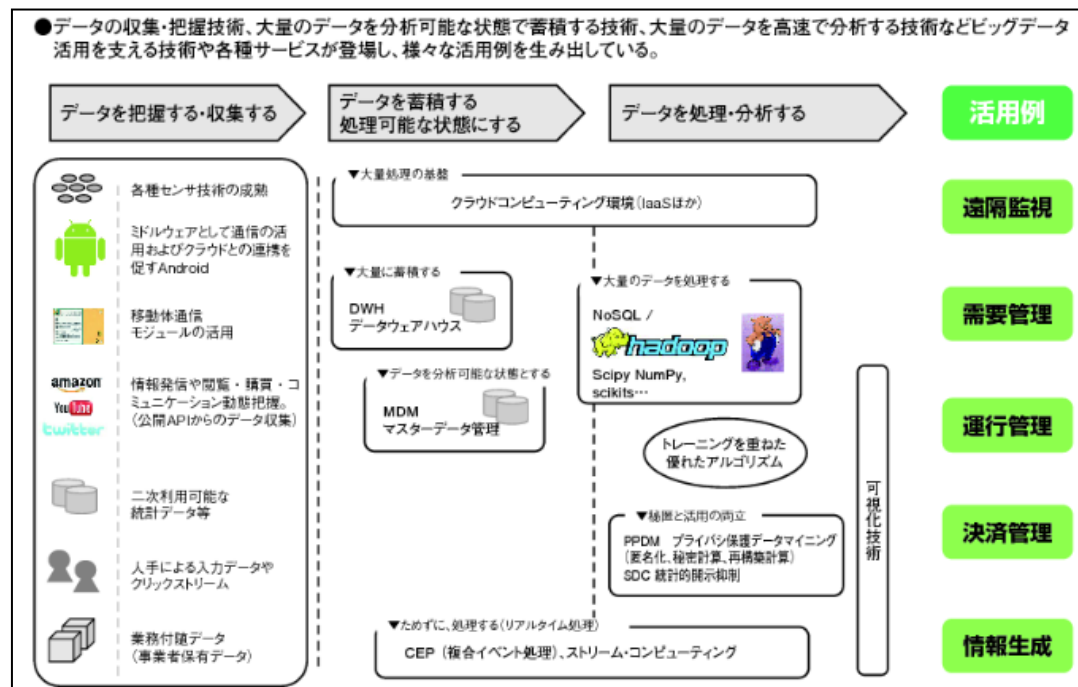 ●データの収集・把握技術、大量のデータを分析可能な状態で蓄積する技術、大量のデータを高速で分析する技術などビッグデータ
活用を支える技術や各種サービスが登場し、様々な活用例を生み出している。
データを把握する・収集する
データを蓄積する
処理可能な状態にする
データを処理・分析する
活用例
各種センサ技術の成熟
ミドルウェアとして通信の活
用およびクラウドとの連携を
促すAndroid
移動体通信
モジュールの活用
amazon
YouTube
twitter
情報発信や閲覧・購買・コ
ミュニケーション動態把握。
(公開APIからのデータ収集)
二次利用可能な
統計データ等
人手による入力データや
クリックストリーム
業務付随データ
(事業者保有データ)
▼大量処理の基盤
クラウドコンピューティング環境(IaaSほか)
▼大量に蓄積する
DWH
データウェアハウス
▼データを分析可能な状態とする
MDM
マスターデータ管理
▼大量のデータを処理する
NoSQL /
hadoop
Scipy NumPy,
scikits…
トレーニングを重ねた
優れたアルゴリズム
▼秘匿と活用の両立
PPDM プライバシ保護データマイニング
(匿名化、秘密計算、再構築計算)
SDC 統計的開示抑制
▼ためずに、処理する(リアルタイム処理)
CEP (複合イベント処理)、ストリーム・コンピューティング
可視化技術
遠隔監視
需要管理
運行管理
決済管理
情報生成